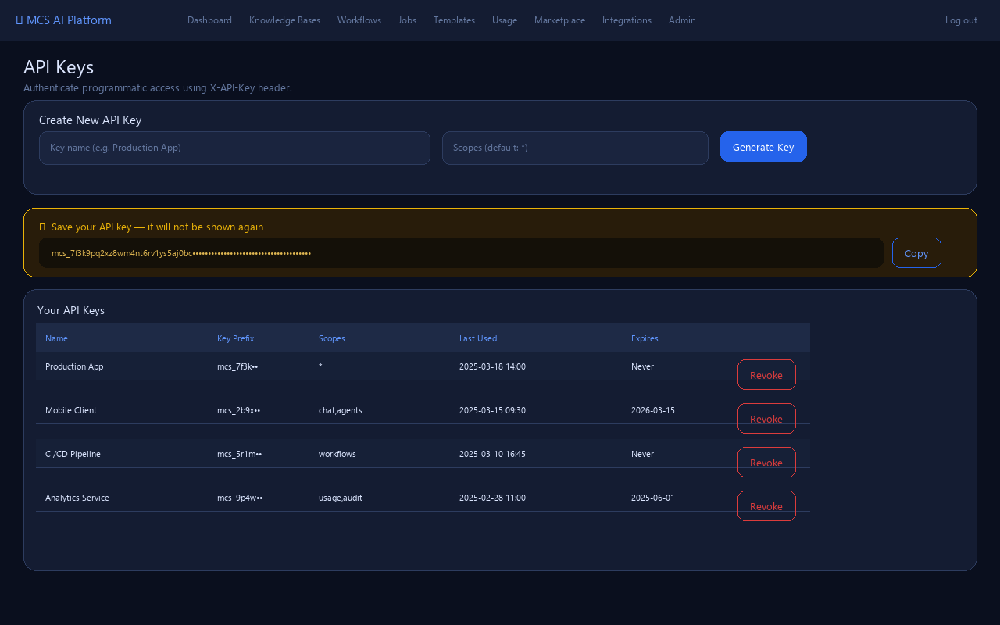 MCS AI Platform Dashboard Knowledge Bases Workflows Jobs Templates Usage Marketplace Integrations Admin Log out
API Keys
Authenticate programmatic access using X-API-Key header.
Create New API Key
Key name (e.g. Production App) Scopes (default: *) Generate Key
Save your API key — it will not be shown again
mcs_7f3k9pq2xz8wm4nt6rv1ys5aj0bc•••••••••••••••••••••••••••••••••••••• Copy
Your API Keys
Name Key Prefix Scopes Last Used Expires
Production App mcs_7f3k•• * 2025-03-18 14:00 Never Revoke
Mobile Client mcs_2b9x•• chat,agents 2025-03-15 09:30 2026-03-15 Revoke
CI/CD Pipeline mcs_5r1m•• workflows 2025-03-10 16:45 Never Revoke
Analytics Service mcs_9p4w•• usage,audit 2025-02-28 11:00 2025-06-01 Revoke